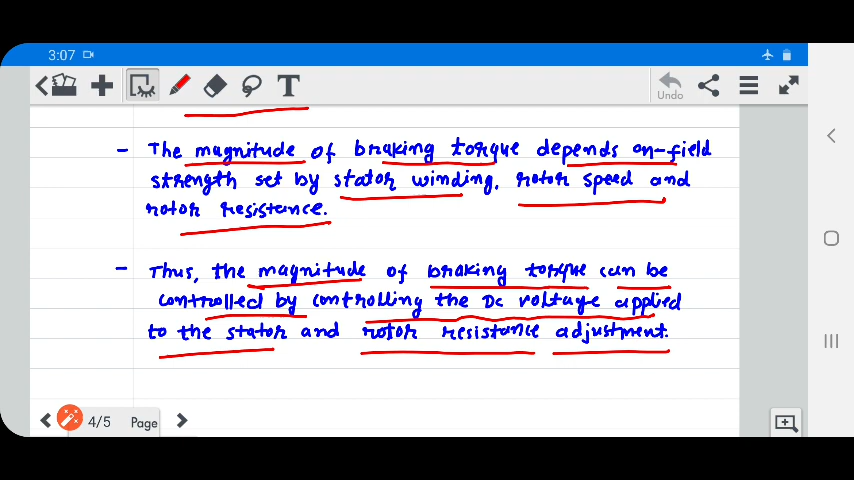 3:07
Undo
- The magnitude of braking torque depends on field
strength set by stator winding, rotor speed and
rotor resistance.
- Thus, the magnitude of braking torque can be
controlled by controlling the DC voltage applied
to the stator and rotor resistance adjustment.
4/5 Page